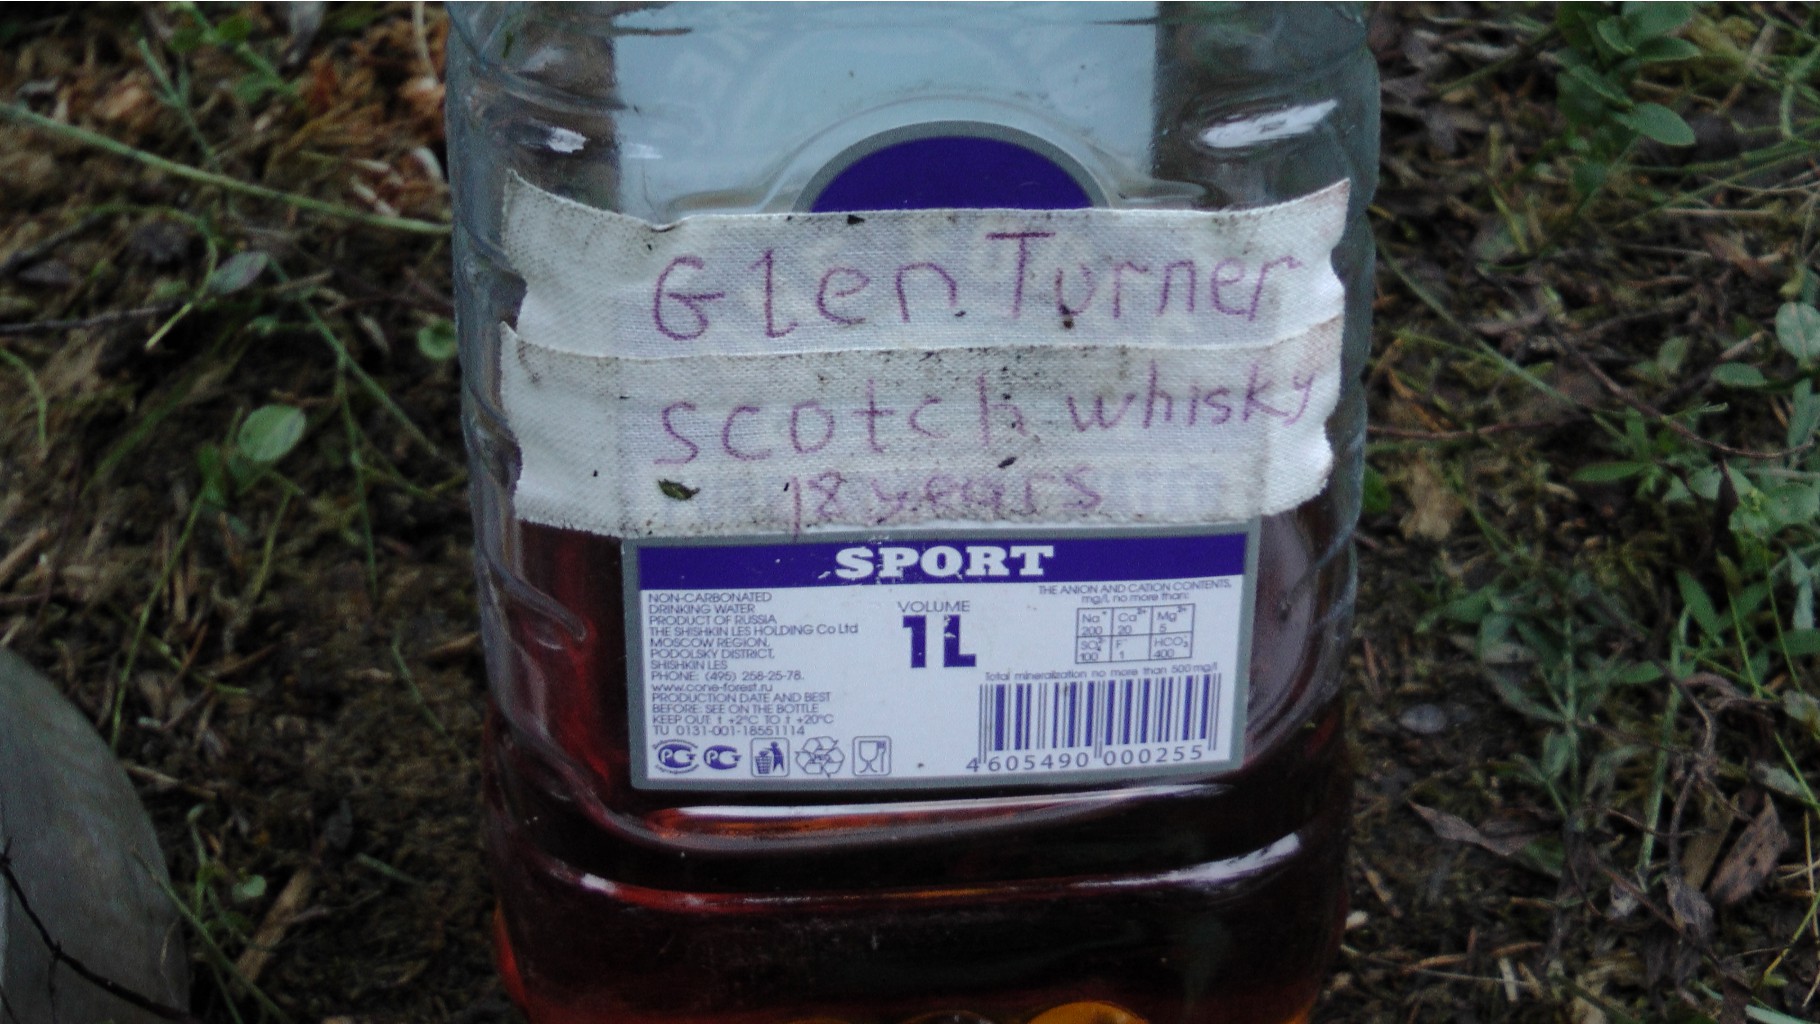 Glen Turner
scotch whisky
18 years
SPORT
NON-CARBONATED
DRINKING WATER
PRODUCT OF RUSSIA
THE SHISHKIN LES HOLDING Co Ltd
MOSCOW REGION,
PODOLSKY DISTRICT,
SHISHKIN LES
PHONE: (495) 258-25-78.
www.cone-forest.ru
PRODUCTION DATE AND BEST
BEFORE: SEE ON THE BOTTLE
KEEP OUT: t +2°C TO t +20°C
TU 0131-001-18551114
VOLUME
1L
THE ANION AND CATION CONTENTS,
mg/l, no more than:
Na⁺ Ca²⁺ Mg²⁺
200 20 5
SO₄²⁻ F⁻ HCO₃⁻
100 1 400
Total mineralization no more than 500 mg/l
4 605490 000255